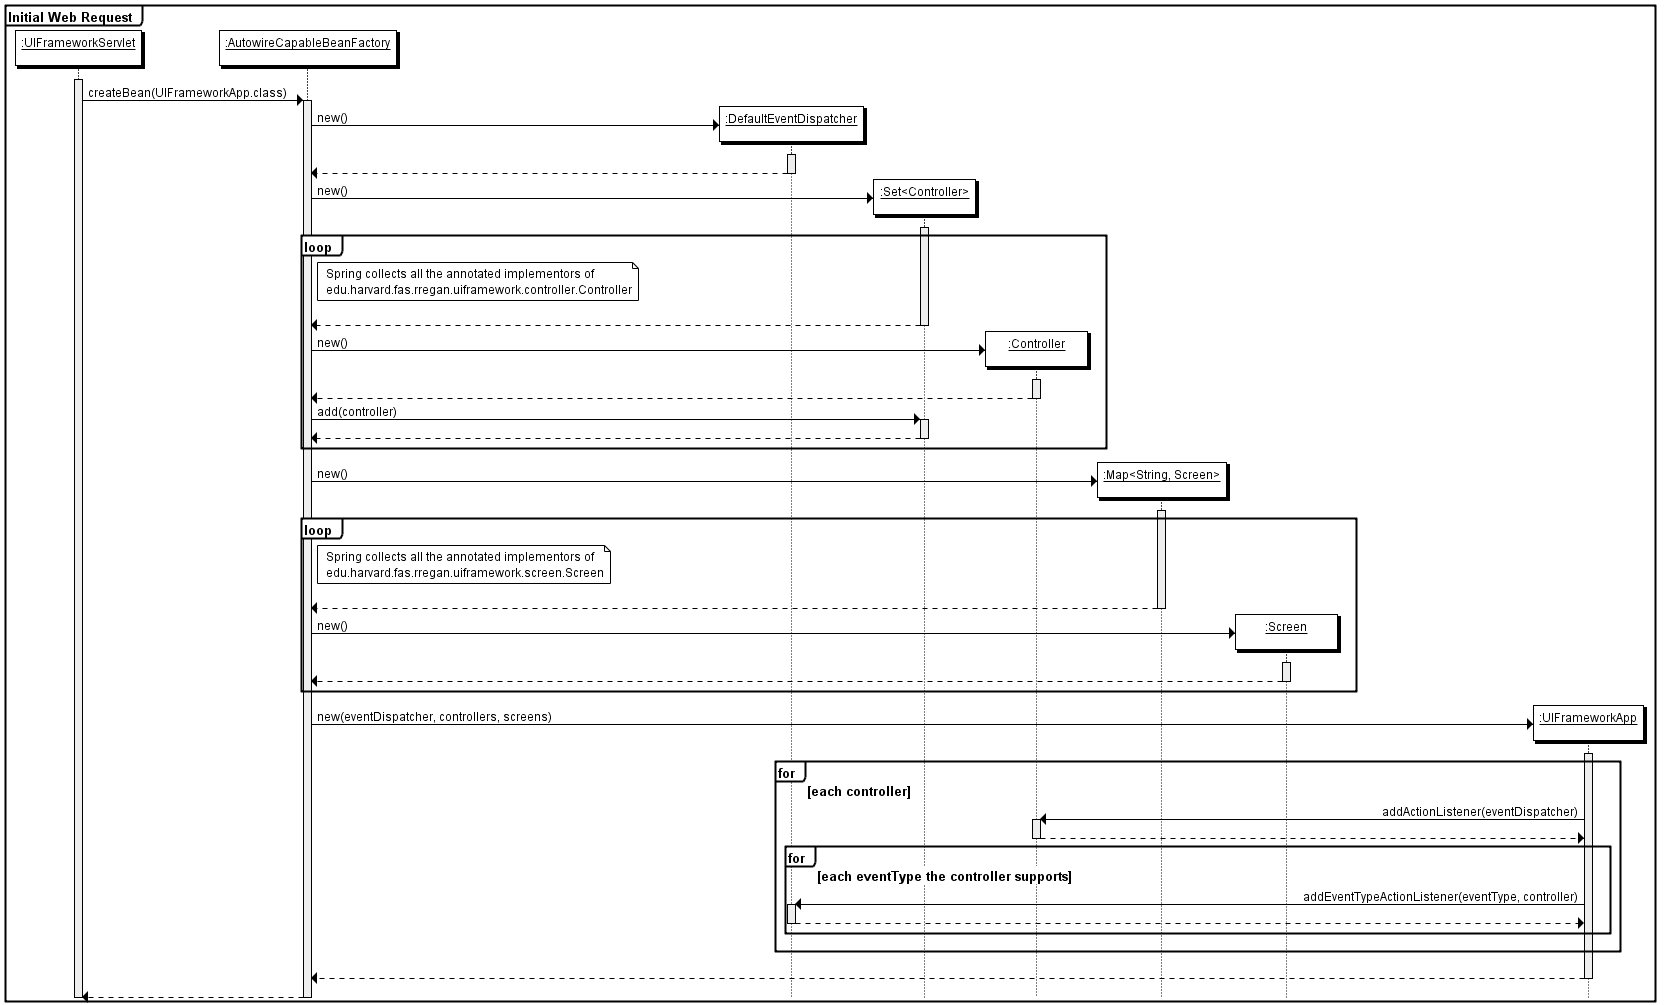 Initial Web Request
:UIFrameworkServlet
:AutowireCapableBeanFactory
createBean(UIFrameworkApp.class)
new()
:DefaultEventDispatcher
new()
:Set<Controller>
loop
Spring collects all the annotated implementors of
edu.harvard.fas.rregan.uiframework.controller.Controller
new()
:Controller
add(controller)
new()
:Map<String, Screen>
loop
Spring collects all the annotated implementors of
edu.harvard.fas.rregan.uiframework.screen.Screen
new()
:Screen
new(eventDispatcher, controllers, screens)
:UIFrameworkApp
for
[each controller]
addActionListener(eventDispatcher)
for
[each eventType the controller supports]
addEventTypeActionListener(eventType, controller)